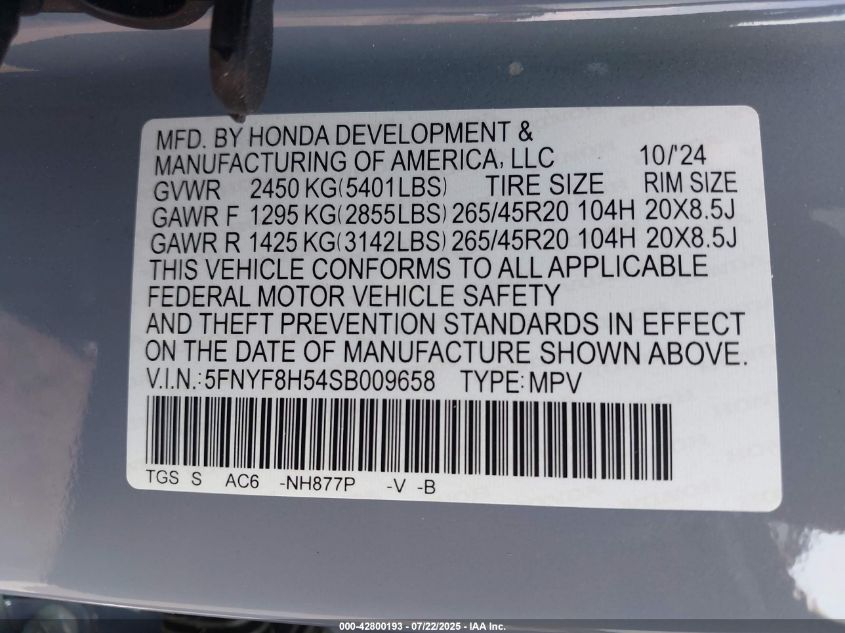 MFD. BY HONDA DEVELOPMENT &
MANUFACTURING OF AMERICA, LLC 10/'24
GVWR 2450 KG(5401LBS) TIRE SIZE RIM SIZE
GAWR F 1295 KG(2855LBS) 265/45R20 104H 20X8.5J
GAWR R 1425 KG(3142LBS) 265/45R20 104H 20X8.5J
THIS VEHICLE CONFORMS TO ALL APPLICABLE
FEDERAL MOTOR VEHICLE SAFETY
AND THEFT PREVENTION STANDARDS IN EFFECT
ON THE DATE OF MANUFACTURE SHOWN ABOVE.
V.I.N.: 5FNYF8H54SB009658 TYPE: MPV
TGS S AC6 -NH877P -V -B
000-42800193 - 07/22/2025 - IAA Inc.